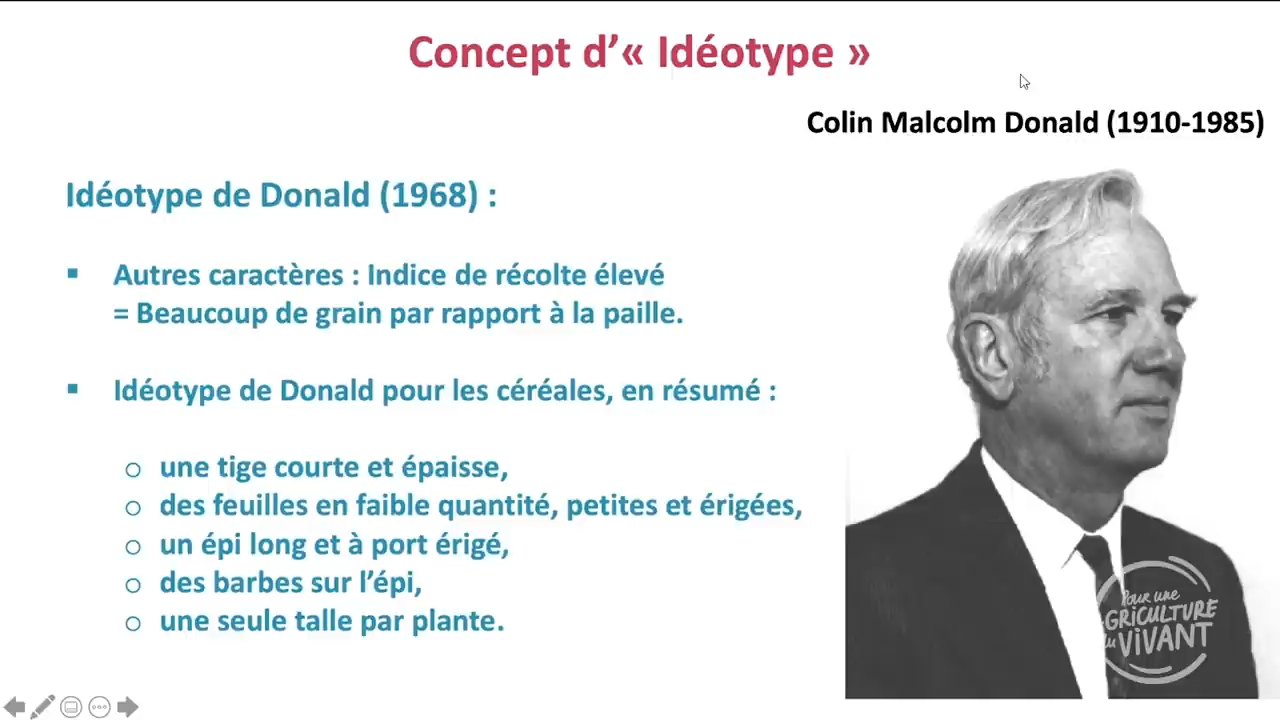 Concept d’« Idéotype »
Colin Malcolm Donald (1910-1985)
Idéotype de Donald (1968) :
▪ Autres caractères : Indice de récolte élevé
= Beaucoup de grain par rapport à la paille.
▪ Idéotype de Donald pour les céréales, en résumé :
o une tige courte et épaisse,
o des feuilles en faible quantité, petites et érigées,
o un épi long et à port érigé,
o des barbes sur l’épi,
o une seule talle par plante.
Pour une
AGRiCULTURE
du ViVANT